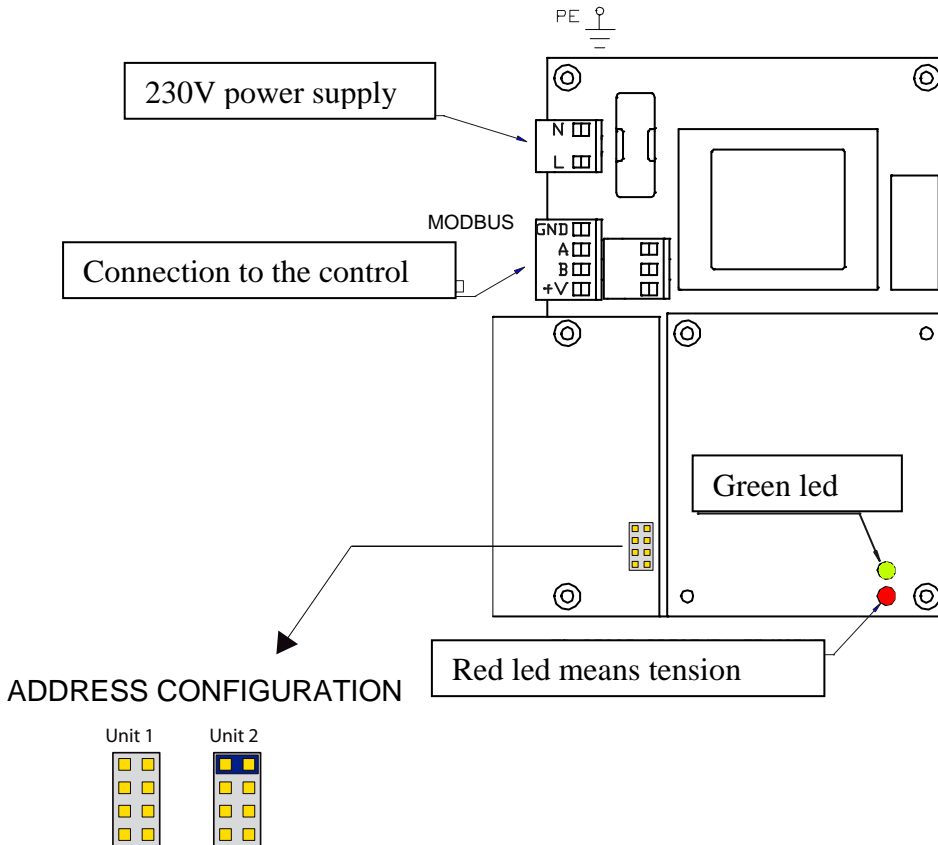 PE
230V power supply
N
L
MODBUS
GND
A
B
+V
Connection to the control
Green led
Red led means tension
ADDRESS CONFIGURATION
Unit 1 Unit 2